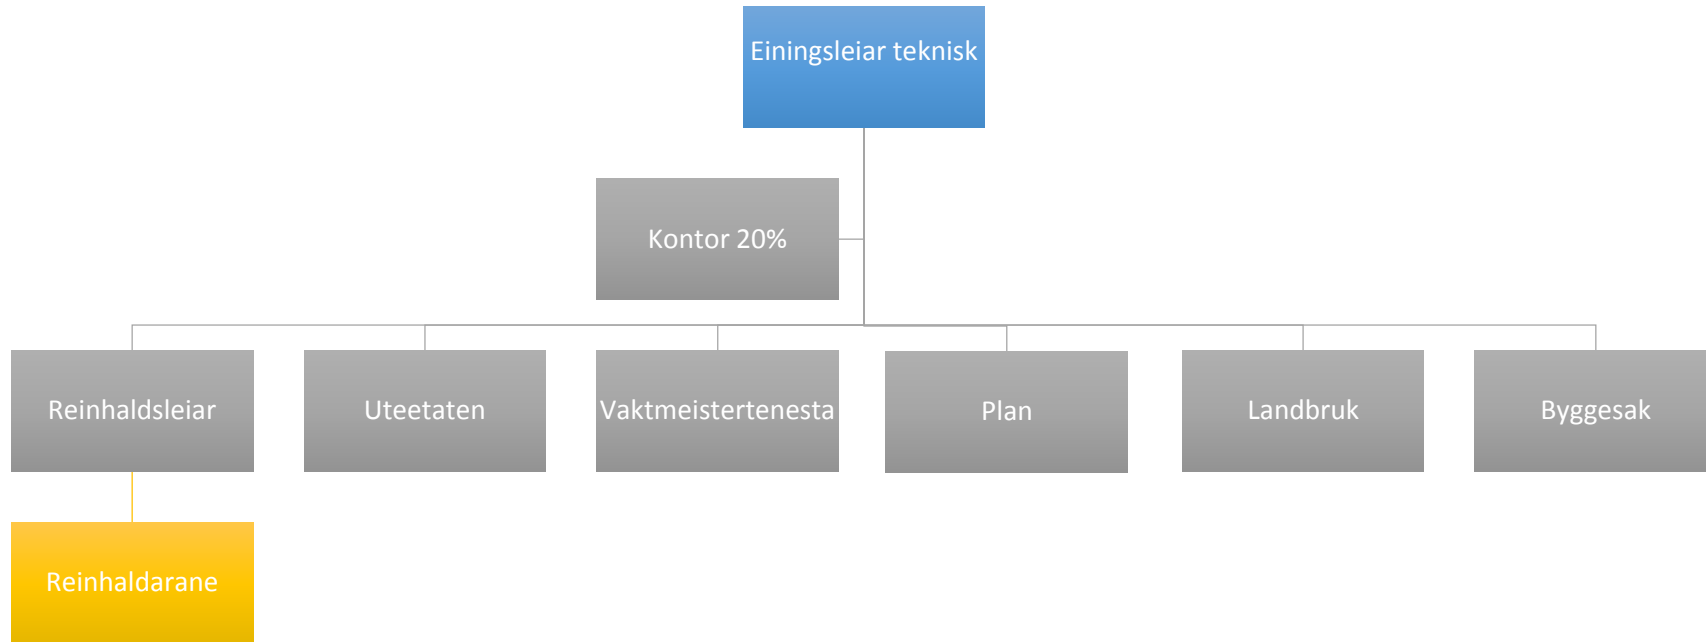 Einingsleiar teknisk
Kontor 20%
Reinhaldsleiar
Uteetaten
Vaktmeistertenesta
Plan
Landbruk
Byggesak
Reinhaldarane